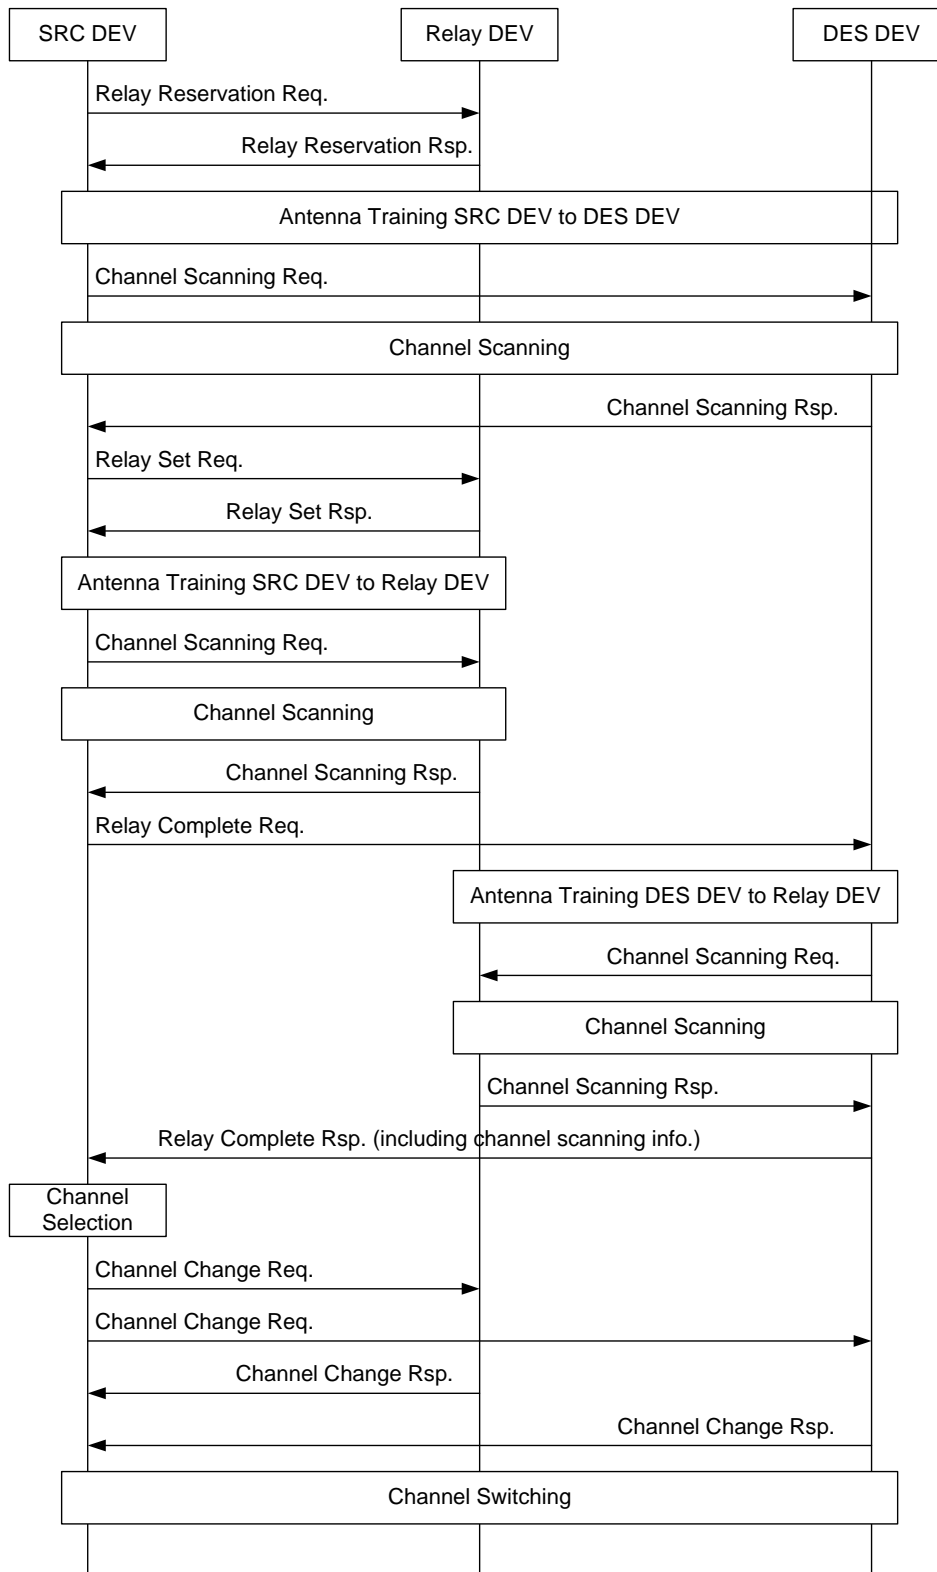 SRC DEV
Relay DEV
DES DEV
Relay Reservation Req.
Relay Reservation Rsp.
Antenna Training SRC DEV to DES DEV
Channel Scanning Req.
Channel Scanning
Channel Scanning Rsp.
Relay Set Req.
Relay Set Rsp.
Antenna Training SRC DEV to Relay DEV
Channel Scanning Req.
Channel Scanning
Channel Scanning Rsp.
Relay Complete Req.
Antenna Training DES DEV to Relay DEV
Channel Scanning Req.
Channel Scanning
Channel Scanning Rsp.
Relay Complete Rsp. (including channel scanning info.)
Channel
Selection
Channel Change Req.
Channel Change Req.
Channel Change Rsp.
Channel Change Rsp.
Channel Switching